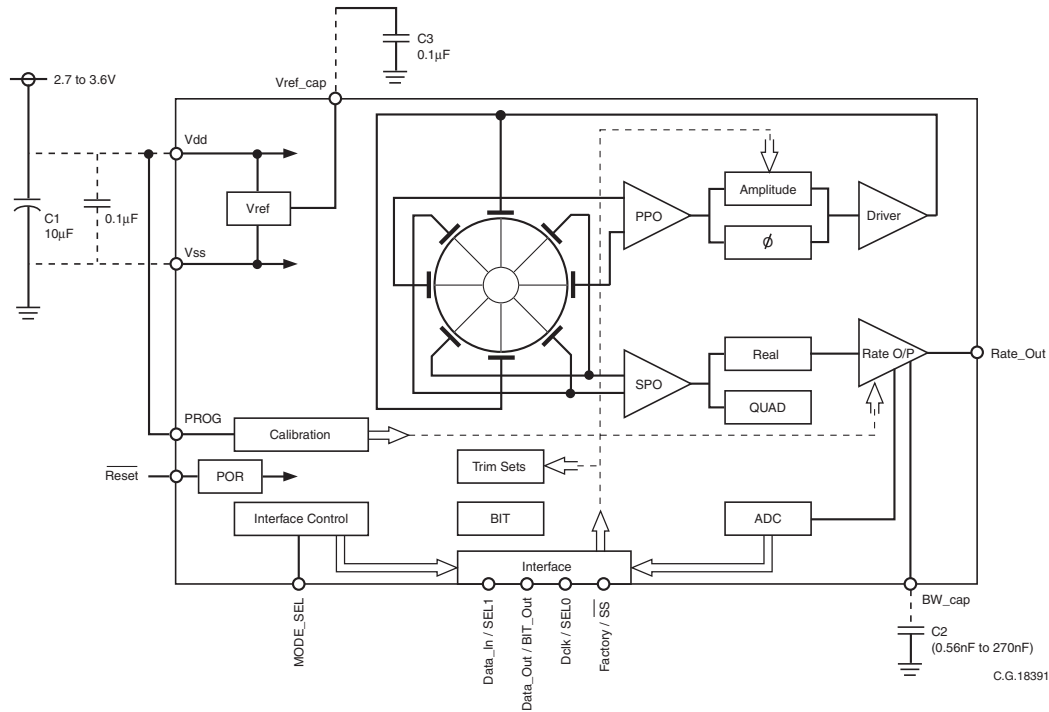 C3
0.1μF
2.7 to 3.6V
Vref_cap
Vdd
C1
10μF
0.1μF
Vref
Vss
PPO
Amplitude
ϕ
Driver
SPO
Real
QUAD
Rate O/P
Rate_Out
PROG
Calibration
Reset
POR
Trim Sets
Interface Control
BIT
ADC
Interface
MODE_SEL
Data_In / SEL1
Data_Out / BIT_Out
Dclk / SEL0
Factory / SS
BW_cap
C2
(0.56nF to 270nF)
C.G.18391